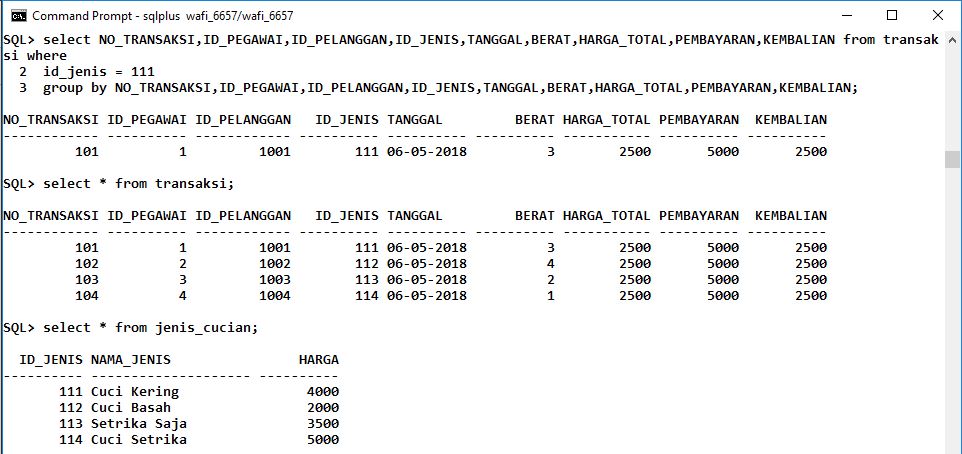 Command Prompt - sqlplus  wafi_6657/wafi_6657
SQL> select NO_TRANSAKSI,ID_PEGAWAI,ID_PELANGGAN,ID_JENIS,TANGGAL,BERAT,HARGA_TOTAL,PEMBAYARAN,KEMBALIAN from transak
si where
  2  id_jenis = 111
  3  group by NO_TRANSAKSI,ID_PEGAWAI,ID_PELANGGAN,ID_JENIS,TANGGAL,BERAT,HARGA_TOTAL,PEMBAYARAN,KEMBALIAN;
NO_TRANSAKSI ID_PEGAWAI ID_PELANGGAN   ID_JENIS TANGGAL         BERAT HARGA_TOTAL PEMBAYARAN  KEMBALIAN
------------ ---------- ------------ ---------- ---------- ---------- ----------- ---------- ----------
         101          1         1001        111 06-05-2018          3        2500       5000       2500
SQL> select * from transaksi;
NO_TRANSAKSI ID_PEGAWAI ID_PELANGGAN   ID_JENIS TANGGAL         BERAT HARGA_TOTAL PEMBAYARAN  KEMBALIAN
------------ ---------- ------------ ---------- ---------- ---------- ----------- ---------- ----------
         101          1         1001        111 06-05-2018          3        2500       5000       2500
         102          2         1002        112 06-05-2018          4        2500       5000       2500
         103          3         1003        113 06-05-2018          2        2500       5000       2500
         104          4         1004        114 06-05-2018          1        2500       5000       2500
SQL> select * from jenis_cucian;
  ID_JENIS NAMA_JENIS                HARGA
---------- -------------------- ----------
       111 Cuci Kering                4000
       112 Cuci Basah                 2000
       113 Setrika Saja               3500
       114 Cuci Setrika               5000